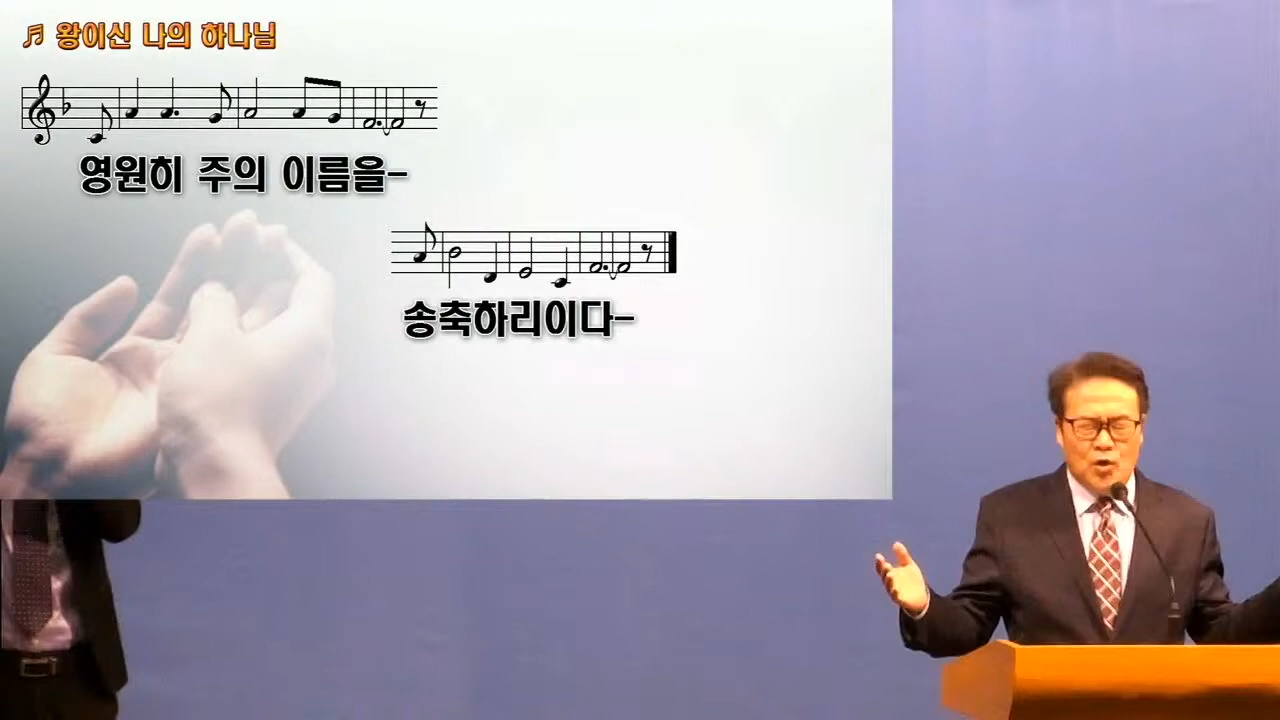 ♬ 왕이신 나의 하나님
영원히 주의 이름을-
송축하리이다-